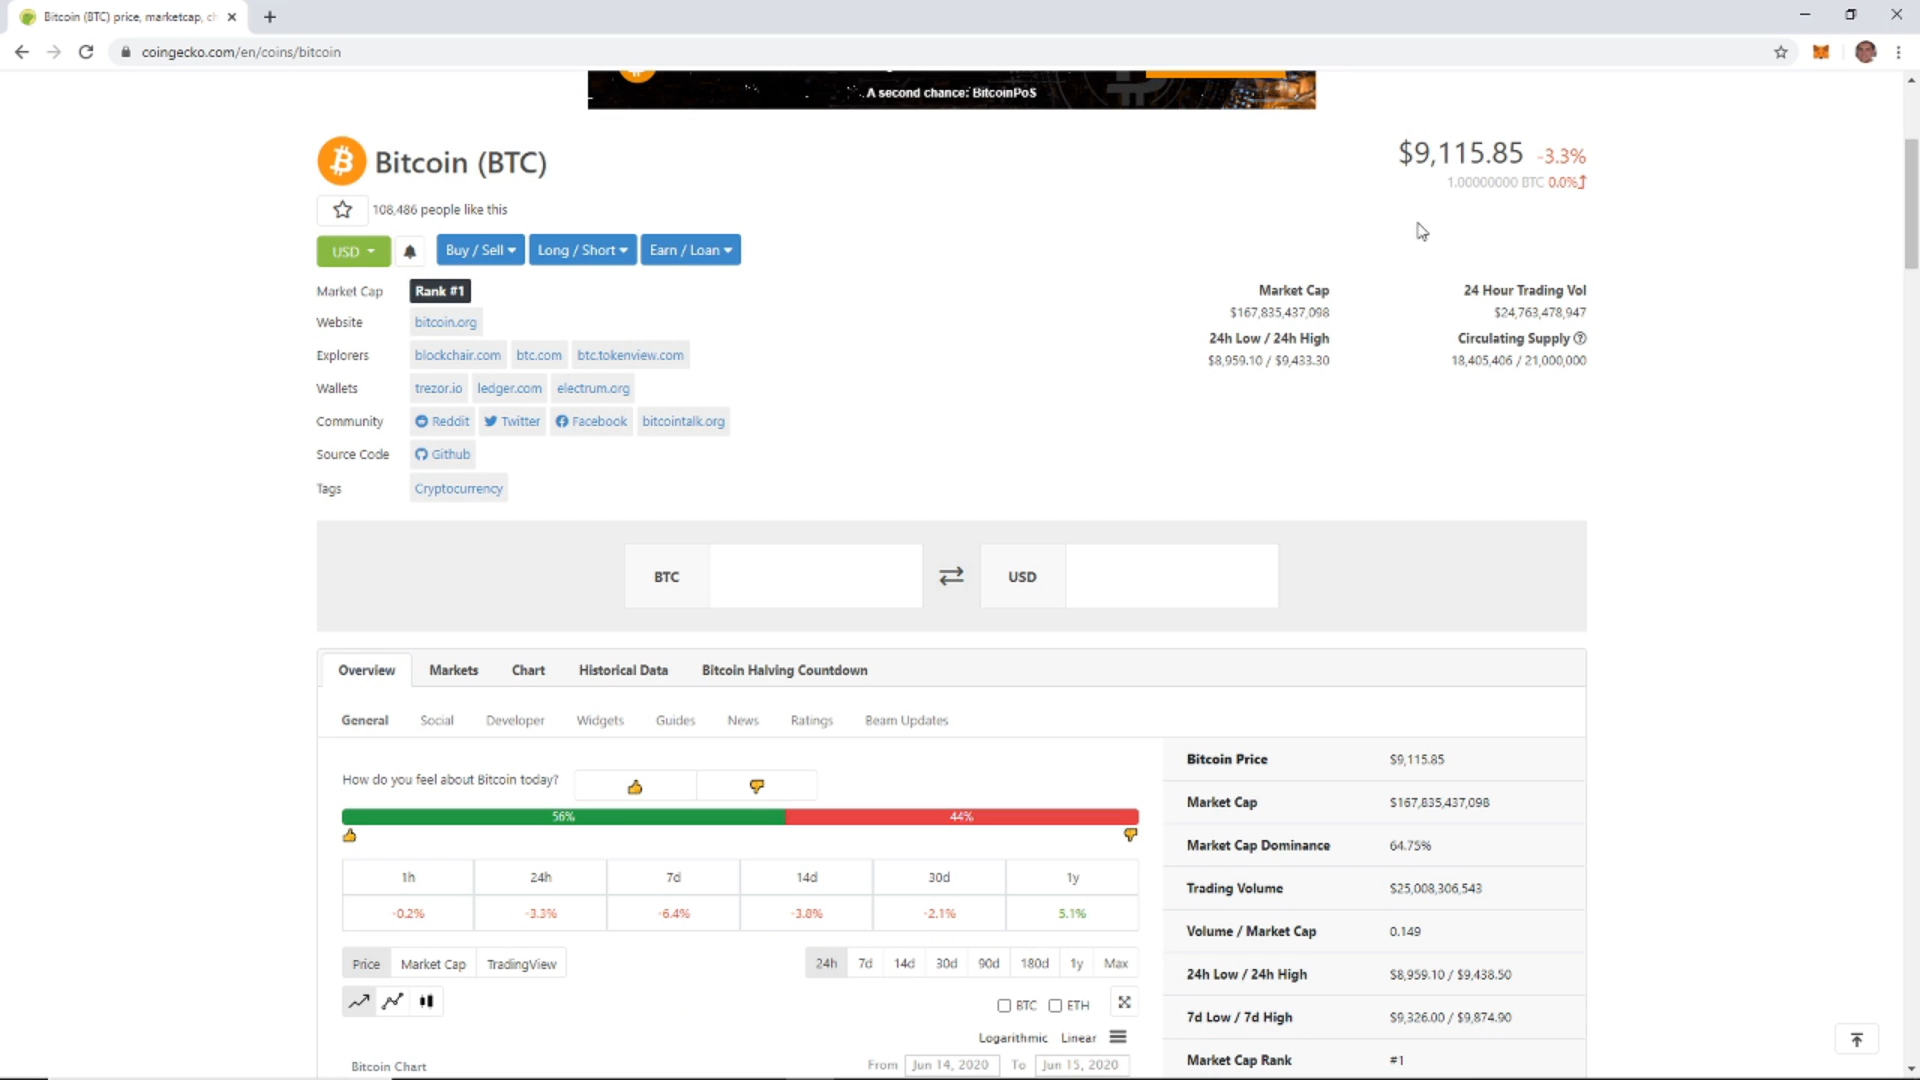 Bitcoin (BTC) price, marketcap, ch
coingecko.com/en/coins/bitcoin
A second chance: BitcoinPoS
Bitcoin (BTC)
$9,115.85 -3.3%
1.00000000 BTC 0.0%
108,486 people like this
USD
Buy / Sell
Long / Short
Earn / Loan
Market Cap Rank #1
Website bitcoin.org
Explorers blockchair.com btc.com btc.tokenview.com
Wallets trezor.io ledger.com electrum.org
Community Reddit Twitter Facebook bitcointalk.org
Source Code Github
Tags Cryptocurrency
Market Cap
$167,835,437,098
24h Low / 24h High
$8,959.10 / $9,433.30
24 Hour Trading Vol
$24,763,478,947
Circulating Supply
18,405,406 / 21,000,000
BTC
USD
Overview Markets Chart Historical Data Bitcoin Halving Countdown
General Social Developer Widgets Guides News Ratings Beam Updates
How do you feel about Bitcoin today?
56% 44%
1h 24h 7d 14d 30d 1y
-0.2% -3.3% -6.4% -3.8% -2.1% 5.1%
Price Market Cap TradingView
24h 7d 14d 30d 90d 180d 1y Max
BTC ETH
Logarithmic Linear
Bitcoin Chart
From Jun 14, 2020 To Jun 15, 2020
Bitcoin Price $9,115.85
Market Cap $167,835,437,098
Market Cap Dominance 64.75%
Trading Volume $25,008,306,543
Volume / Market Cap 0.149
24h Low / 24h High $8,959.10 / $9,438.50
7d Low / 7d High $9,326.00 / $9,874.90
Market Cap Rank #1